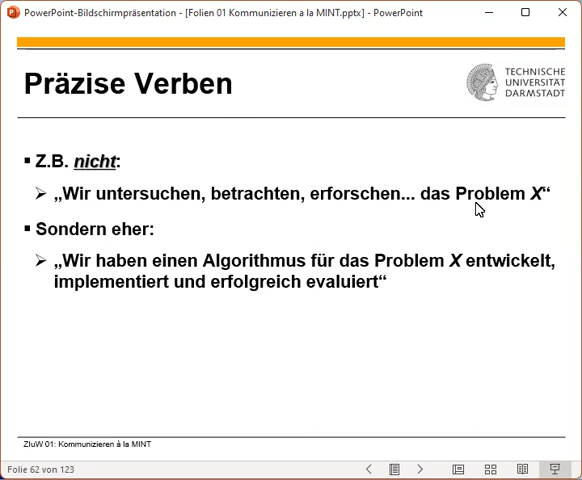 PowerPoint-Bildschirmpräsentation - [Folien 01 Kommunizieren a la MINT.pptx] - PowerPoint
Präzise Verben
TECHNISCHE
UNIVERSITÄT
DARMSTADT
▪ Z.B. nicht:
➢ „Wir untersuchen, betrachten, erforschen... das Problem X“
▪ Sondern eher:
➢ „Wir haben einen Algorithmus für das Problem X entwickelt,
implementiert und erfolgreich evaluiert“
ZIuW 01: Kommunizieren à la MINT
Folie 62 von 123